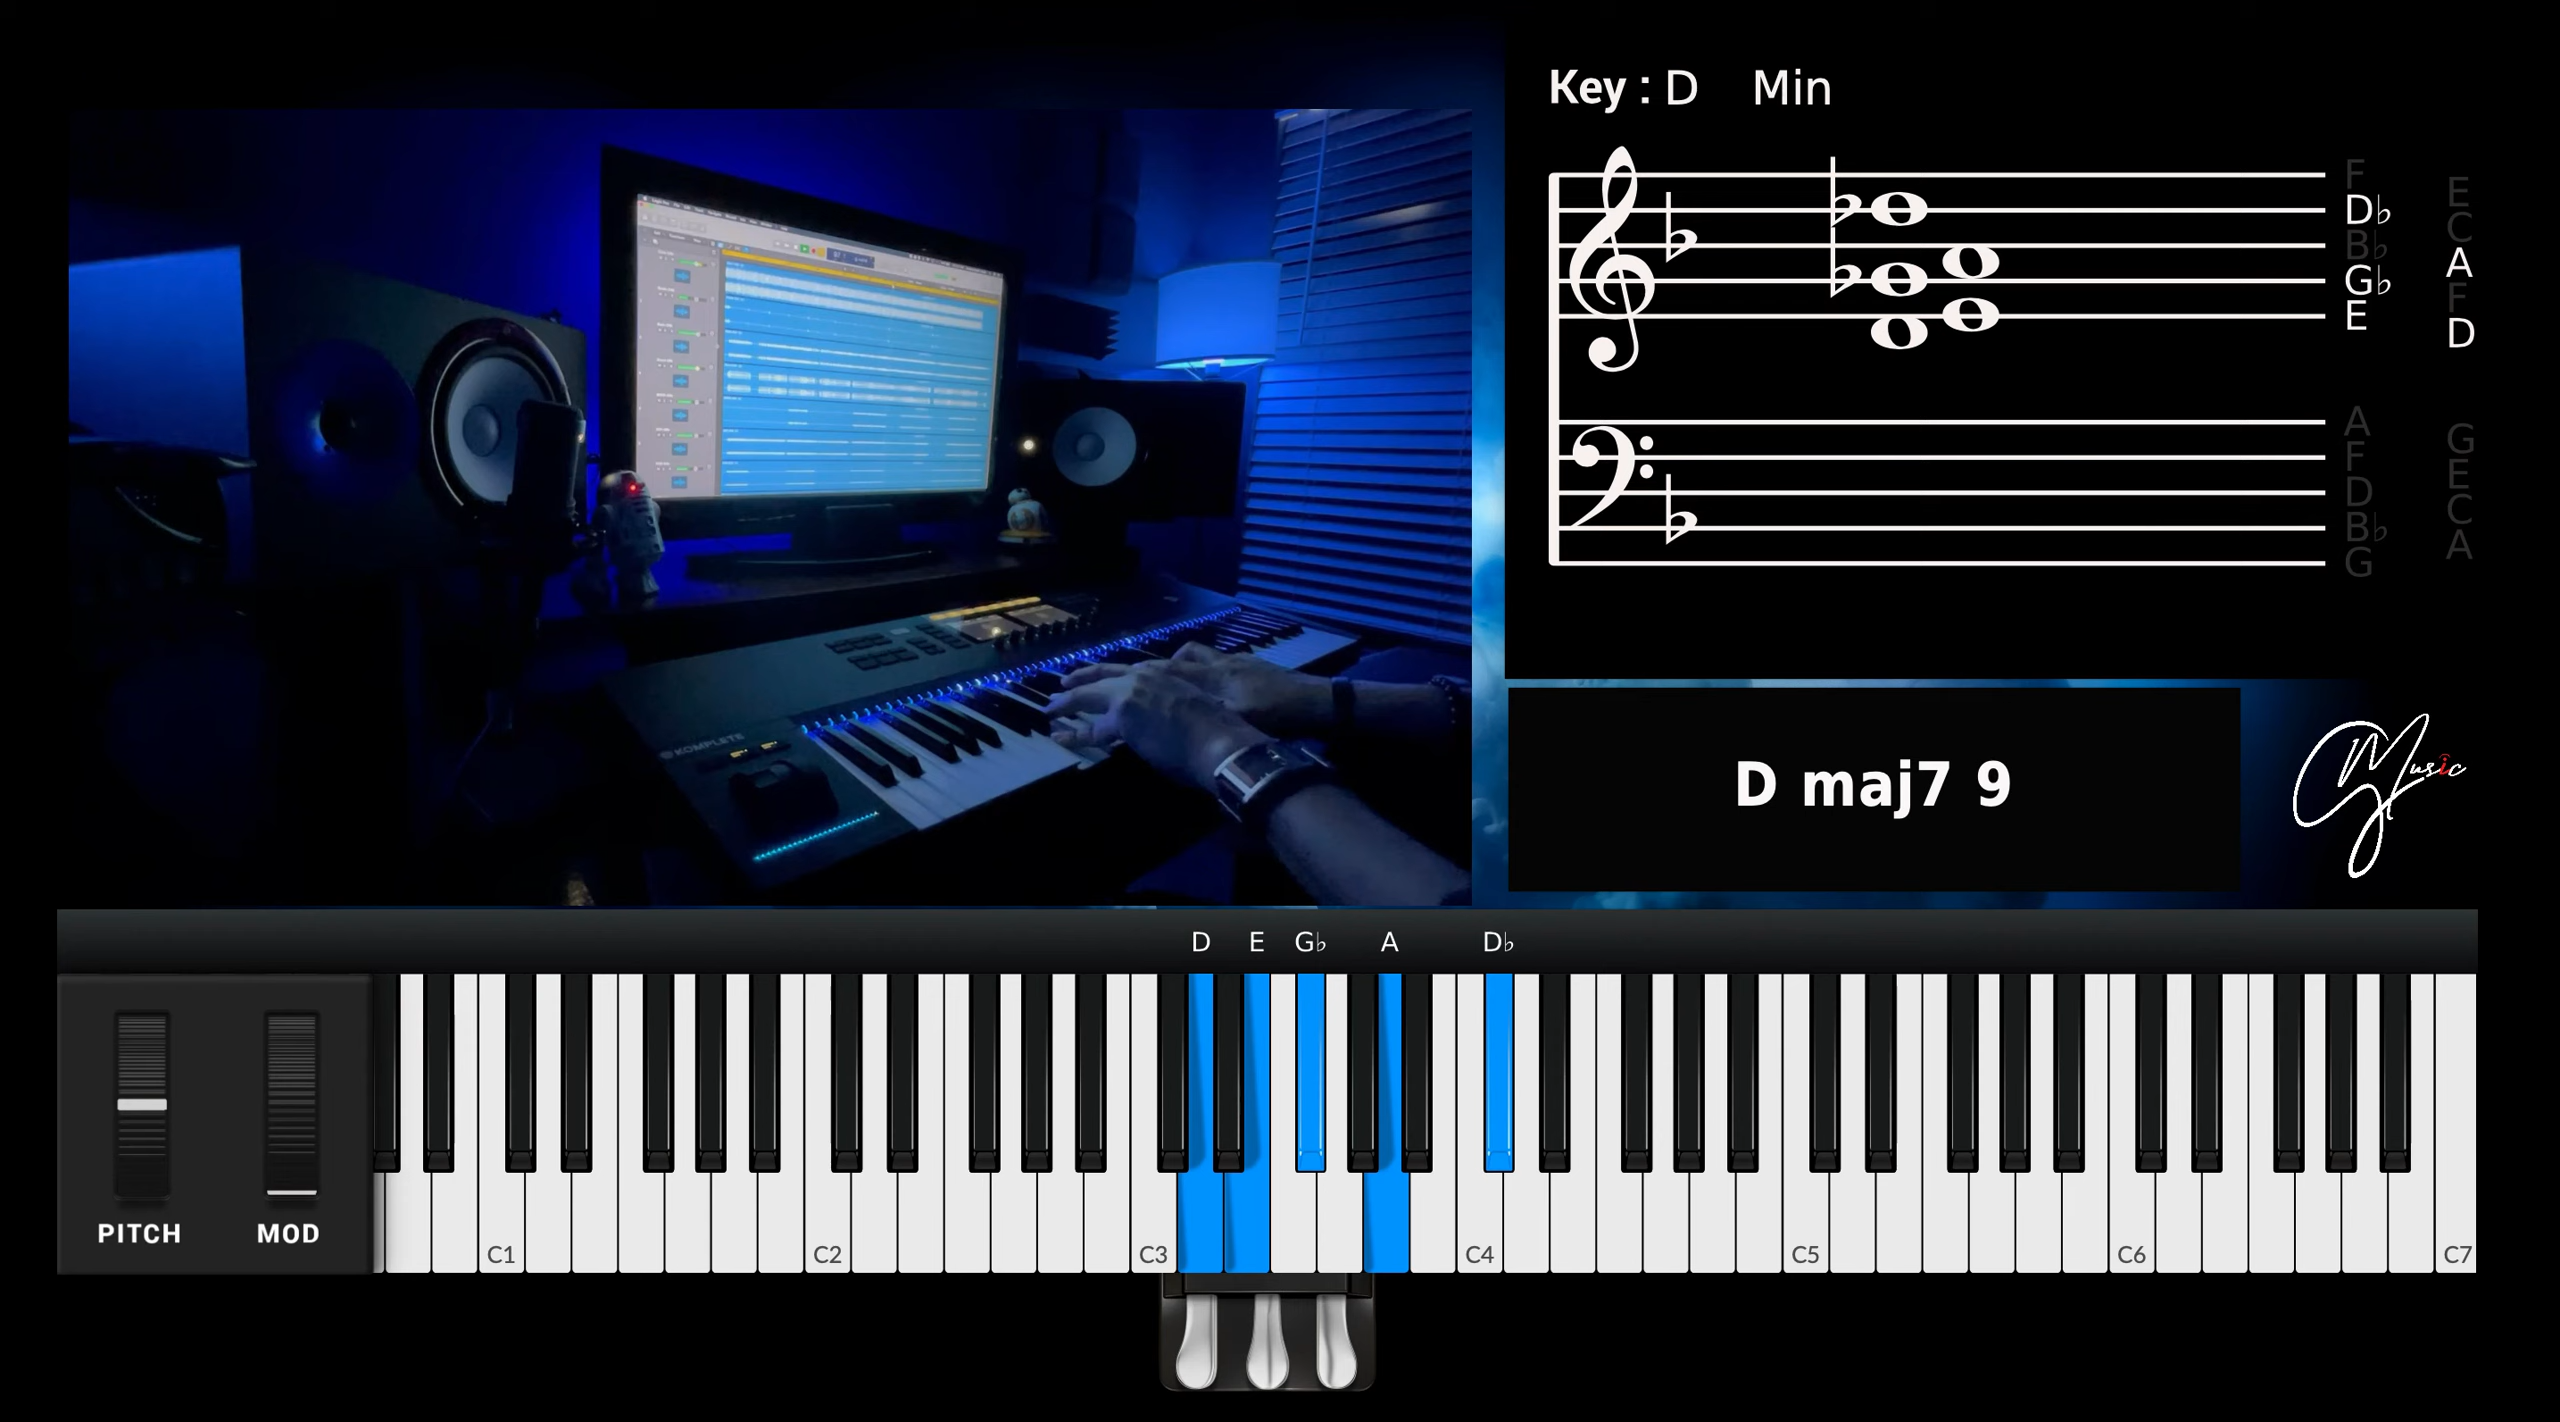 Key : D Min
F
E
D♭
C
B♭
A
G♭
F
E
D
A
G
F
E
D
C
B♭
A
G
KOMPLETE
D maj7 9
Music
D E G♭ A D♭
PITCH MOD
C1 C2 C3 C4 C5 C6 C7